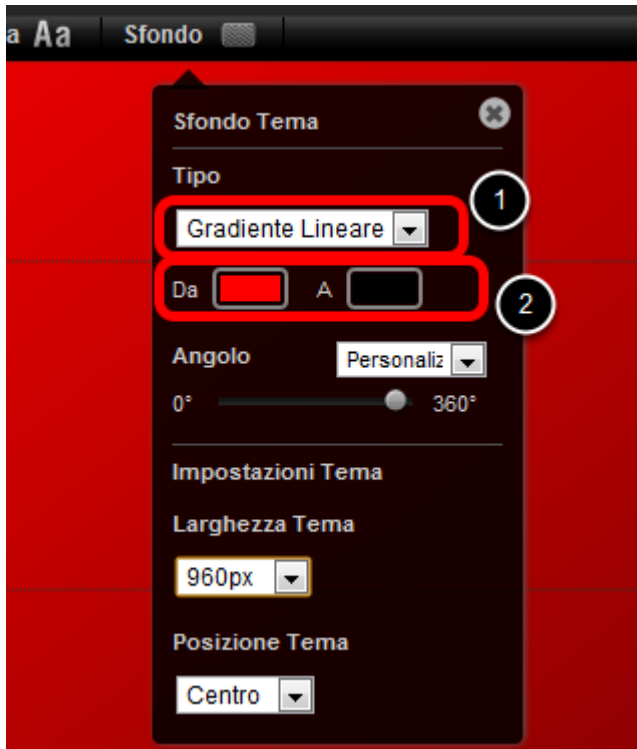 a Aa Sfondo
Sfondo Tema
Tipo
1
Gradiente Lineare
Da A
2
Angolo Personaliz
0° 360°
Impostazioni Tema
Larghezza Tema
960px
Posizione Tema
Centro